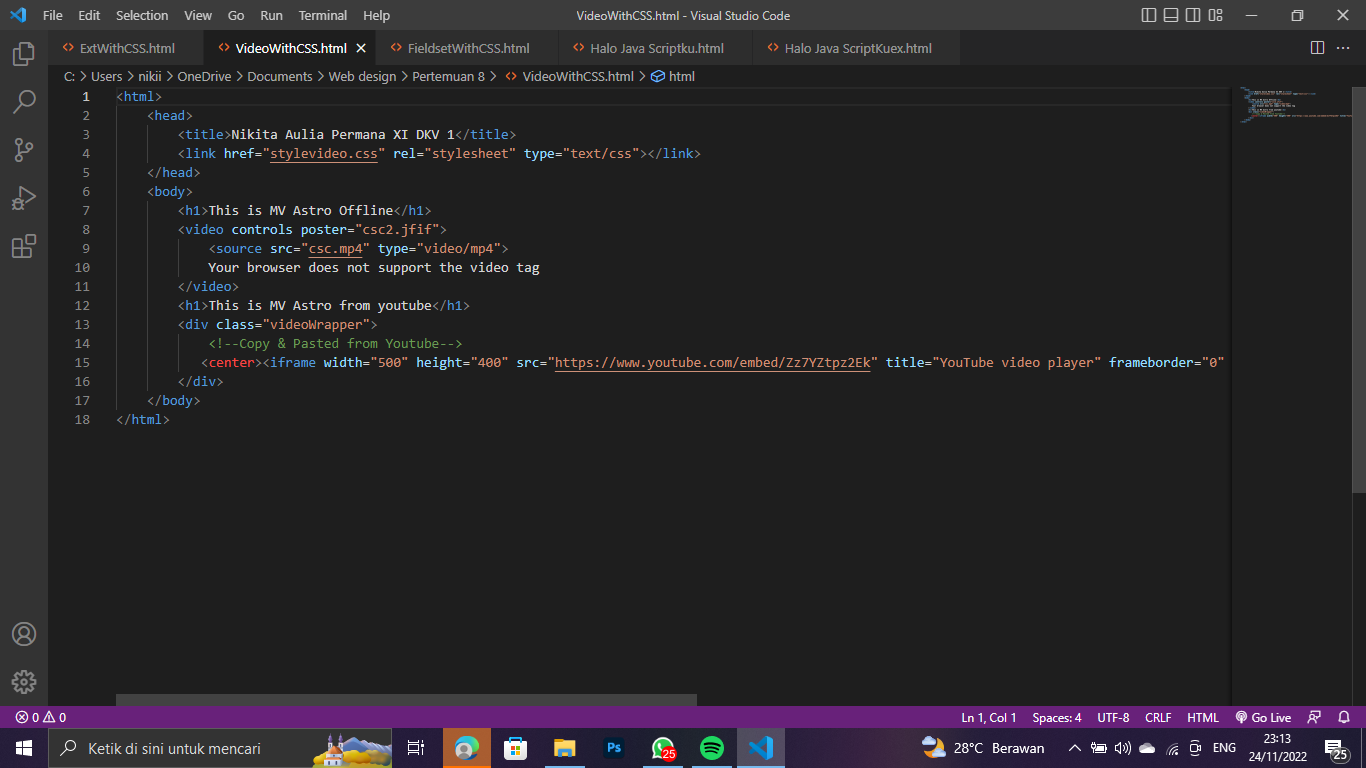 File Edit Selection View Go Run Terminal Help VideoWithCSS.html - Visual Studio Code
ExtWithCSS.html VideoWithCSS.html FieldsetWithCSS.html Halo Java Scriptku.html Halo Java ScriptKuex.html
C: > Users > nikii > OneDrive > Documents > Web design > Pertemuan 8 > VideoWithCSS.html > html
1 <html>
2 <head>
3 <title>Nikita Aulia Permana XI DKV 1</title>
4 <link href="stylevideo.css" rel="stylesheet" type="text/css"></link>
5 </head>
6 <body>
7 <h1>This is MV Astro Offline</h1>
8 <video controls poster="csc2.jfif">
9 <source src="csc.mp4" type="video/mp4">
10 Your browser does not support the video tag
11 </video>
12 <h1>This is MV Astro from youtube</h1>
13 <div class="videoWrapper">
14 <!--Copy & Pasted from Youtube-->
15 <center><iframe width="500" height="400" src="https://www.youtube.com/embed/Zz7YZtpz2Ek" title="YouTube video player" frameborder="0"
16 </div>
17 </body>
18 </html>
0 0 Ln 1, Col 1 Spaces: 4 UTF-8 CRLF HTML Go Live
Ketik di sini untuk mencari Ps 25 28°C Berawan ENG 23:13
24/11/2022 25